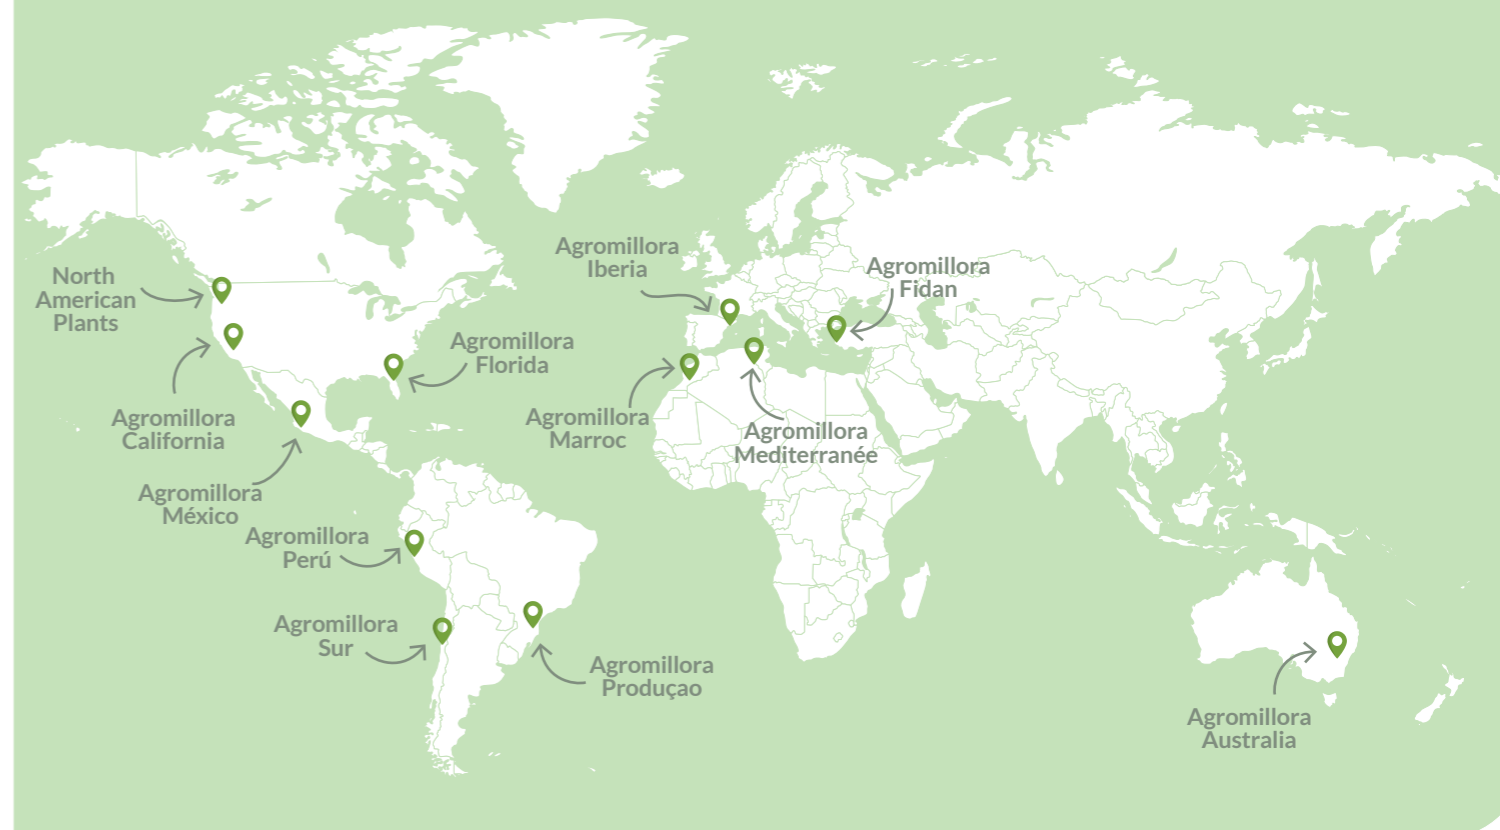 Agromillora
Iberia
Agromillora
Fidan
North
American
Plants
Agromillora
Florida
Agromillora
California
Agromillora
Marroc
Agromillora
Mediterranée
Agromillora
México
Agromillora
Perú
Agromillora
Sur
Agromillora
Produçao
Agromillora
Australia